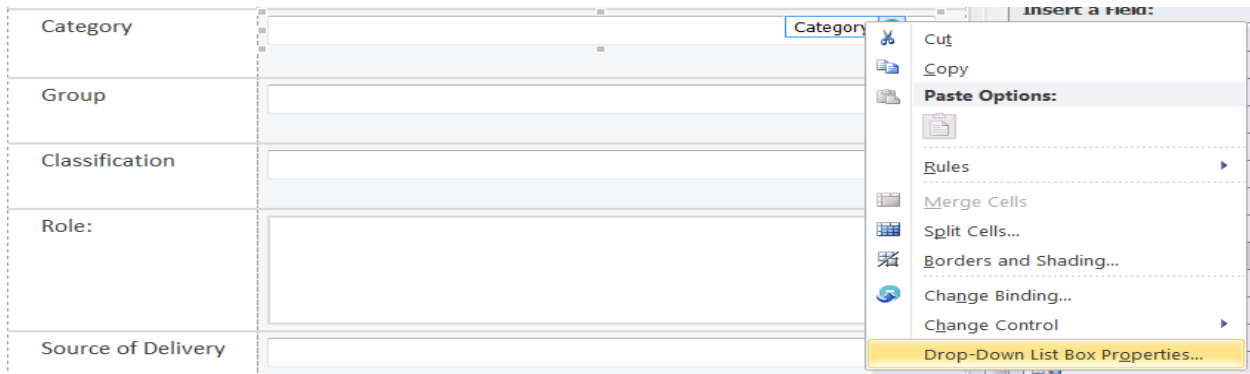 Insert a Field:
Category
Category
Cut
Copy
Group
Paste Options:
Classification
Rules
Merge Cells
Role:
Split Cells...
Borders and Shading...
Change Binding...
Change Control
Source of Delivery
Drop-Down List Box Properties...